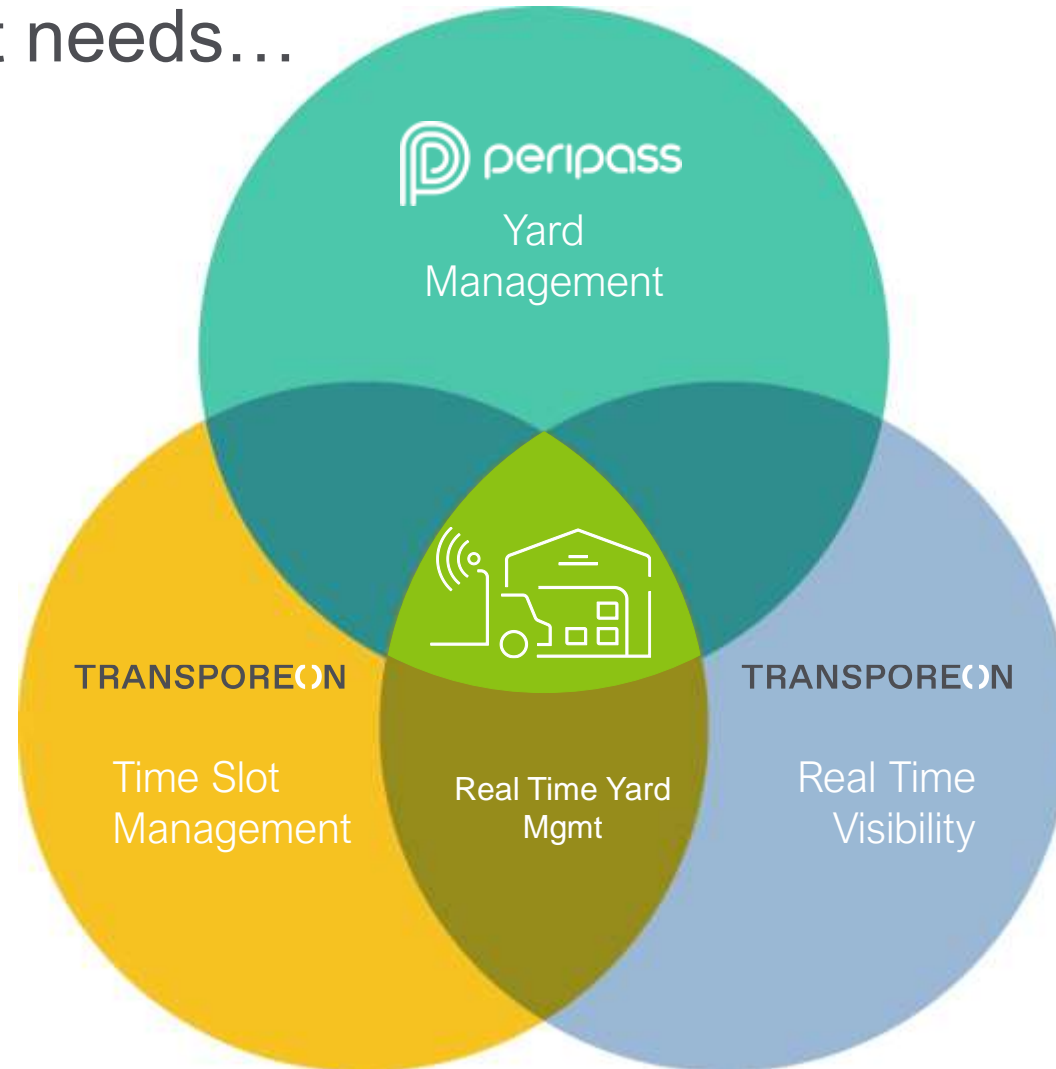 t needs…
peripass
Yard
Management
TRANSPOREON
TRANSPOREON
Time Slot
Management
Real Time Yard
Mgmt
Real Time
Visibility